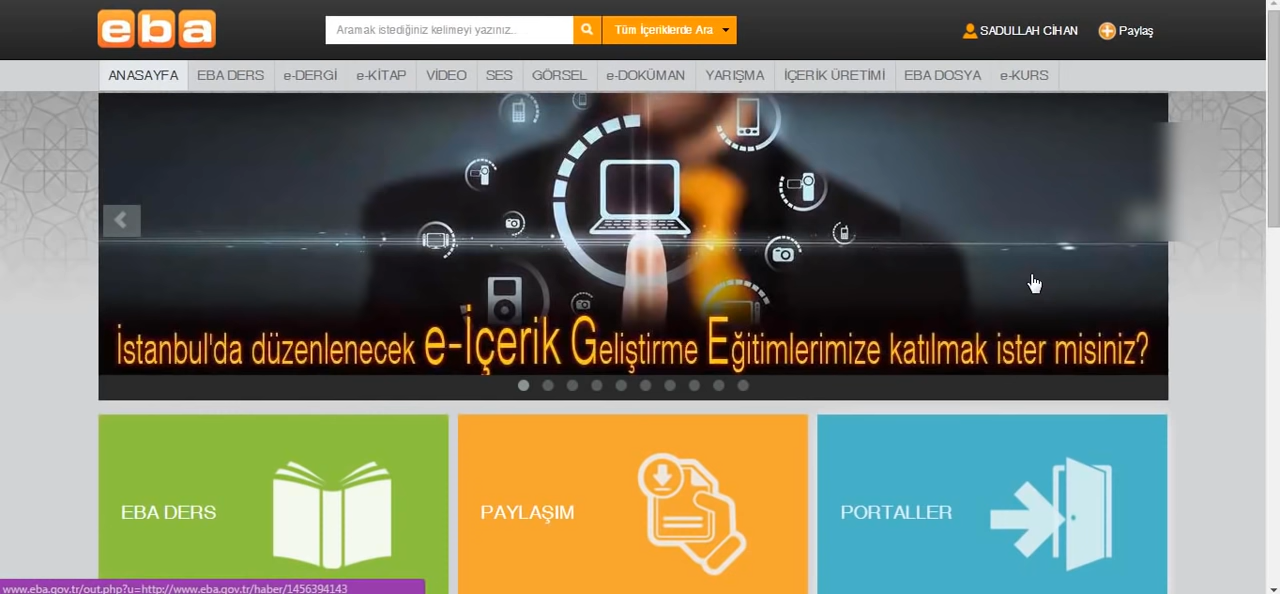 eba
Aramak istediğiniz kelimeyi yazınız..
Tüm İçeriklerde Ara
SADULLAH CİHAN
Paylaş
ANASAYFA
EBA DERS
e-DERGİ
e-KİTAP
VİDEO
SES
GÖRSEL
e-DOKÜMAN
YARIŞMA
İÇERİK ÜRETİMİ
EBA DOSYA
e-KURS
İstanbul'da düzenlenecek e-İçerik Geliştirme Eğitimlerimize katılmak ister misiniz?
EBA DERS
PAYLAŞIM
PORTALLER
www.eba.gov.tr/out.php?u=http://www.eba.gov.tr/haber/1456394143